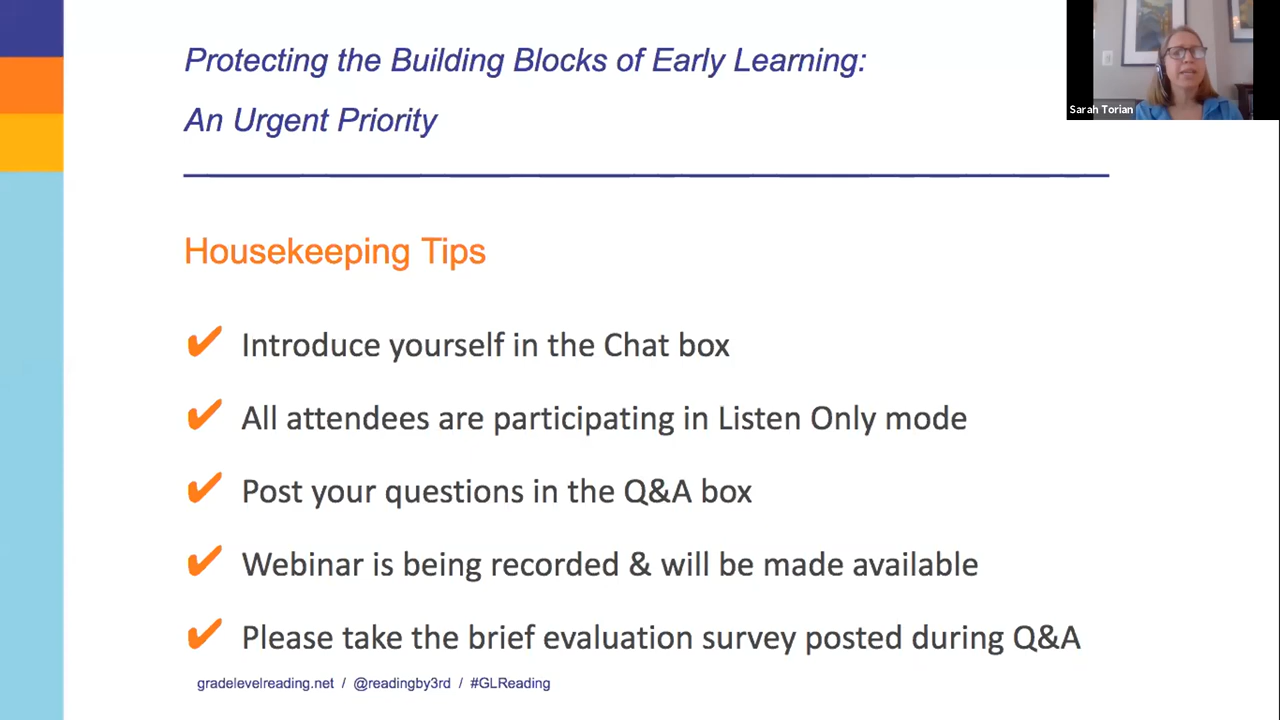 Protecting the Building Blocks of Early Learning:
An Urgent Priority
Sarah Torian
Housekeeping Tips
✔ Introduce yourself in the Chat box
✔ All attendees are participating in Listen Only mode
✔ Post your questions in the Q&A box
✔ Webinar is being recorded & will be made available
✔ Please take the brief evaluation survey posted during Q&A
gradelevelreading.net / @readingby3rd / #GLReading